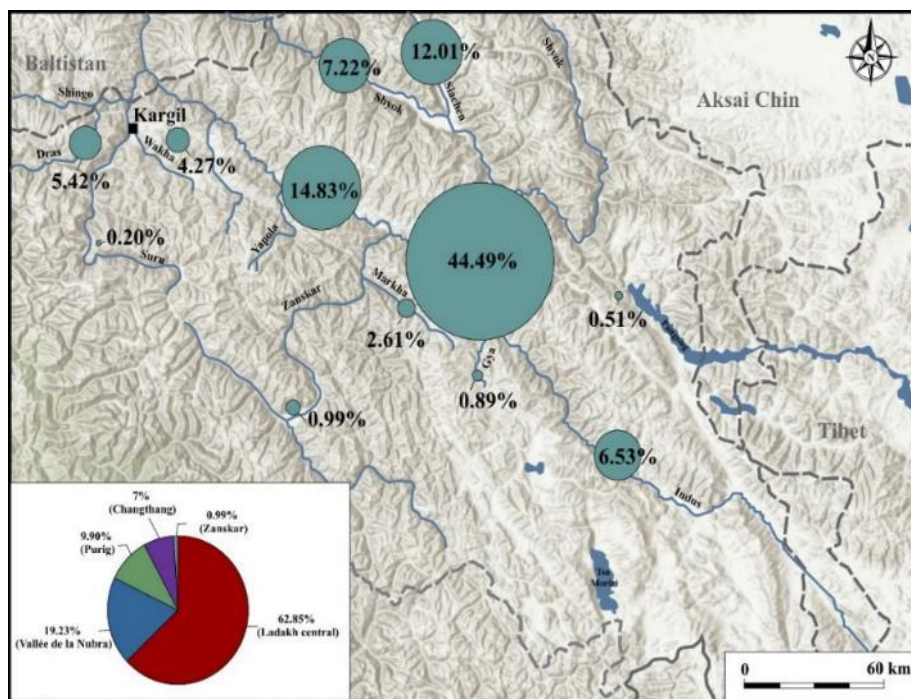 12.01%
7.22%
Baltistan
Shyok
Siachen
Shyok
Aksai Chin
Shingo
Kargil
Dras
Wakha
4.27%
5.42%
14.83%
0.20%
Suru
Yapola
44.49%
Zanskar
Markha
0.51%
2.61%
Gya
0.89%
0.99%
Tibet
6.53%
Indus
Tso
Moriri
7%
(Changthang)
0.99%
(Zanskar)
9.90%
(Purig)
19.23%
(Vallée de la Nubra)
62.85%
(Ladakh central)
0 60 km